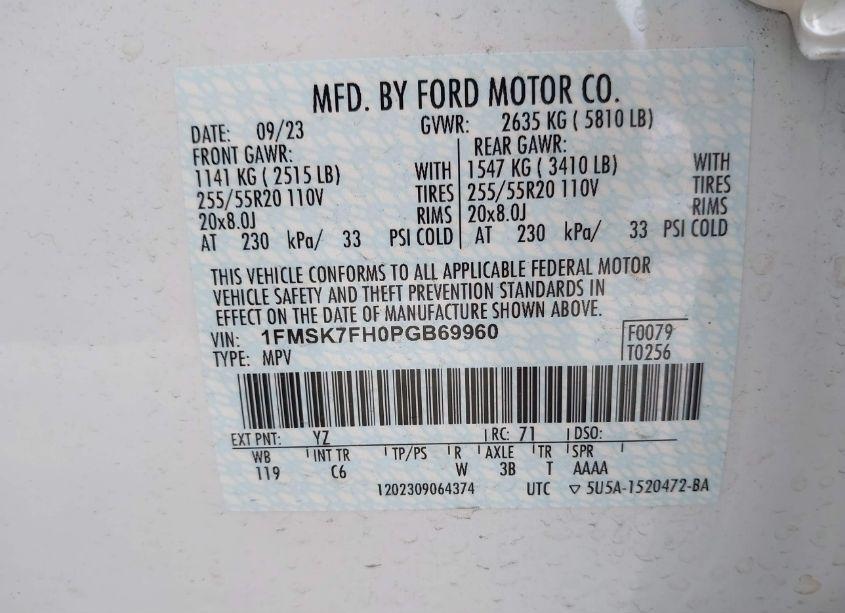 MFD. BY FORD MOTOR CO.
DATE: 09/23 GVWR: 2635 KG ( 5810 LB)
FRONT GAWR: REAR GAWR:
1141 KG ( 2515 LB) WITH 1547 KG ( 3410 LB) WITH
255/55R20 110V TIRES 255/55R20 110V TIRES
20x8.0J RIMS 20x8.0J RIMS
AT 230 kPa/ 33 PSI COLD AT 230 kPa/ 33 PSI COLD
THIS VEHICLE CONFORMS TO ALL APPLICABLE FEDERAL MOTOR
VEHICLE SAFETY AND THEFT PREVENTION STANDARDS IN
EFFECT ON THE DATE OF MANUFACTURE SHOWN ABOVE.
VIN: 1FMSK7FH0PGB69960 F0079
TYPE: MPV T0256
EXT PNT: YZ RC: 71 DSO:
WB INT TR TP/PS R AXLE TR SPR
119 C6 W 3B T AAAA
1202309064374 UTC ▽ 5U5A-1520472-BA